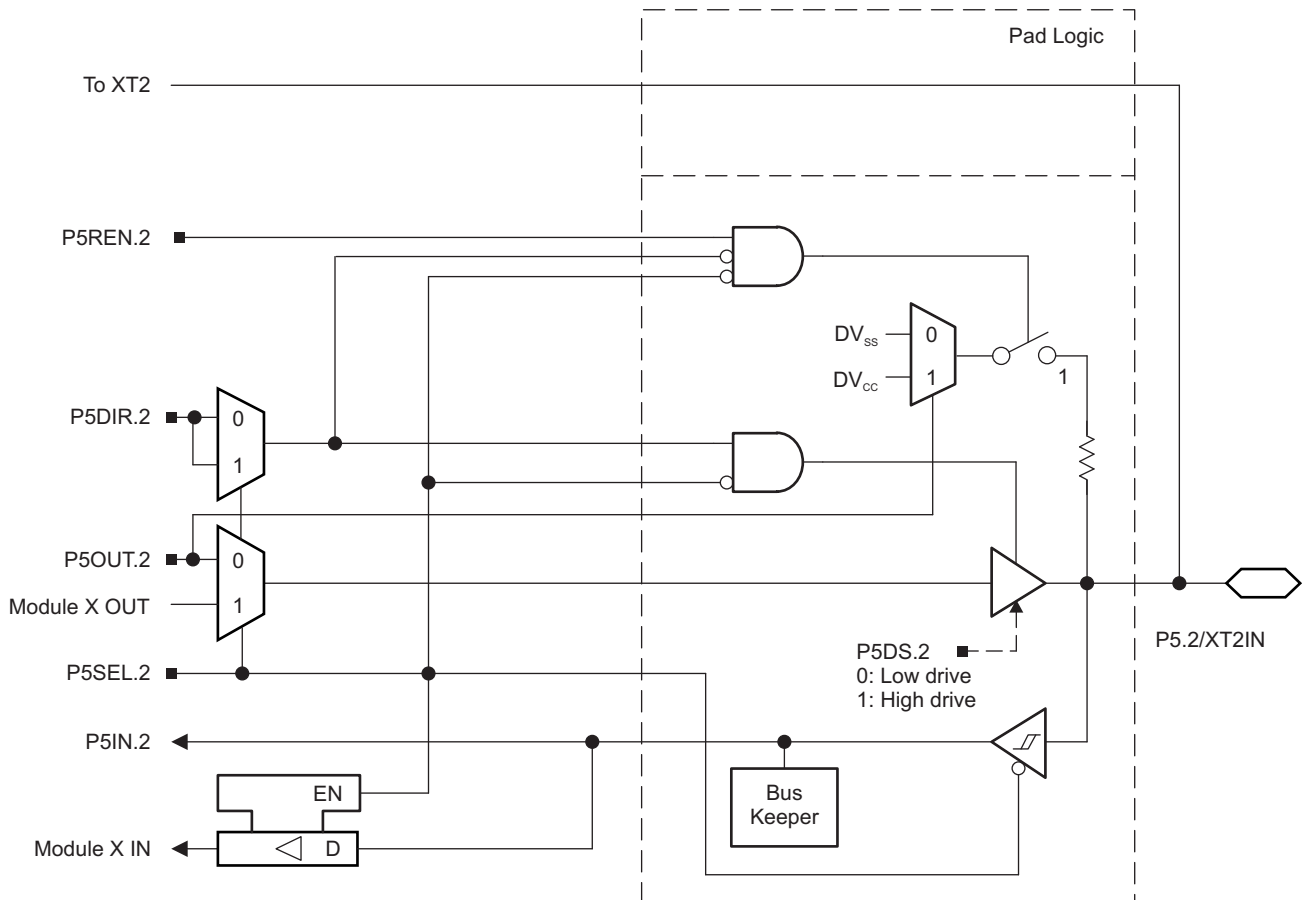 Pad Logic
To XT2
P5REN.2
DVSS
0
DVCC
1
1
P5DIR.2
0
1
P5OUT.2
0
Module X OUT
1
P5SEL.2
P5DS.2
0: Low drive
1: High drive
P5.2/XT2IN
P5IN.2
Bus
Keeper
EN
Module X IN
D